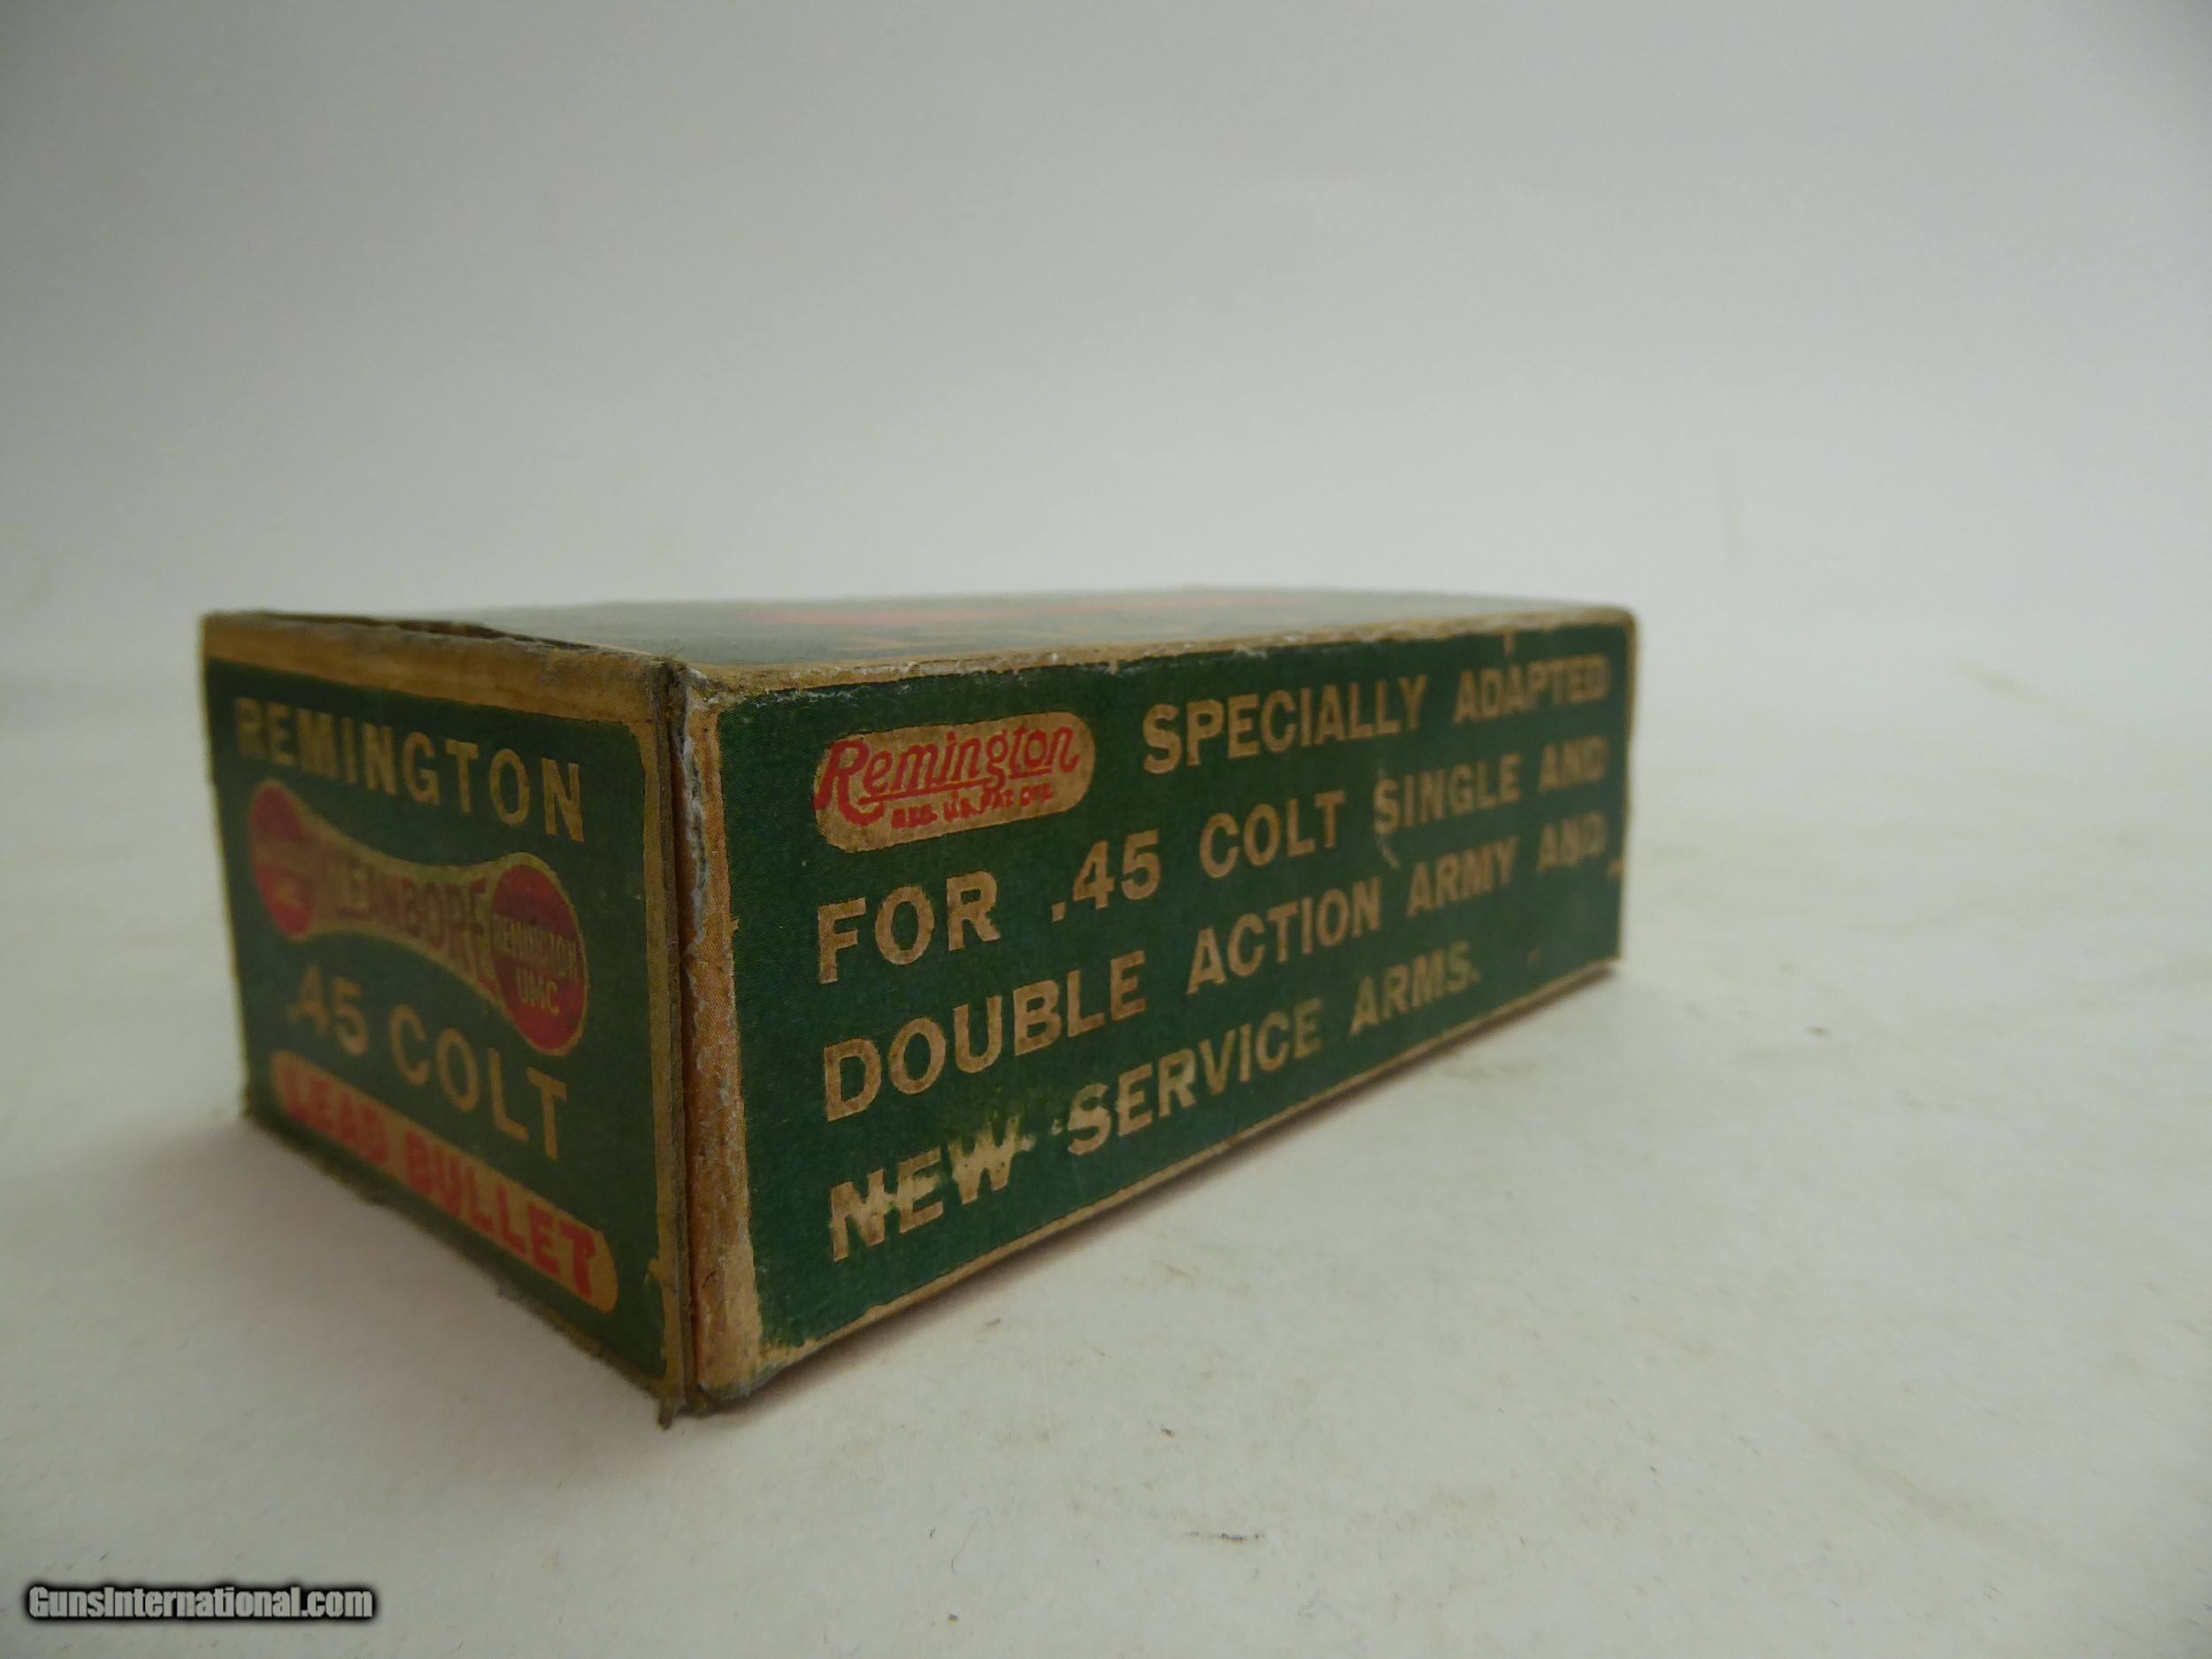 REMINGTON
KLEANBORE
REMINGTON
UMC
.45 COLT
LEAD BULLET
Remington
REG. U.S. PAT. OFF.
SPECIALLY ADAPTED
FOR .45 COLT SINGLE AND
DOUBLE ACTION ARMY AND
NEW SERVICE ARMS.
GunsInternational.com